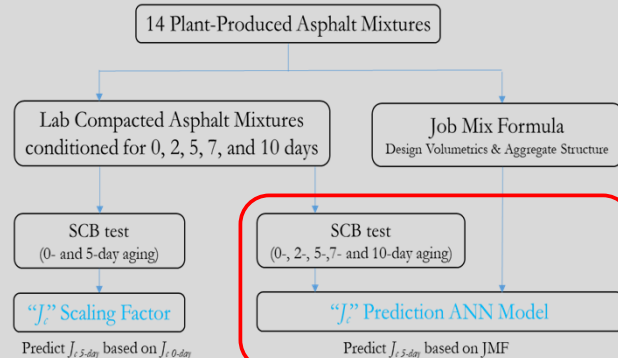 14 Plant-Produced Asphalt Mixtures
Lab Compacted Asphalt Mixtures
conditioned for 0, 2, 5, 7, and 10 days
Job Mix Formula
Design Volumetrics & Aggregate Structure
SCB test
(0- and 5-day aging)
SCB test
(0-, 2-, 5-,7- and 10-day aging)
“Jc” Scaling Factor
“Jc” Prediction ANN Model
Predict Jc 5-day based on Jc 0-day
Predict Jc 5-day based on JMF